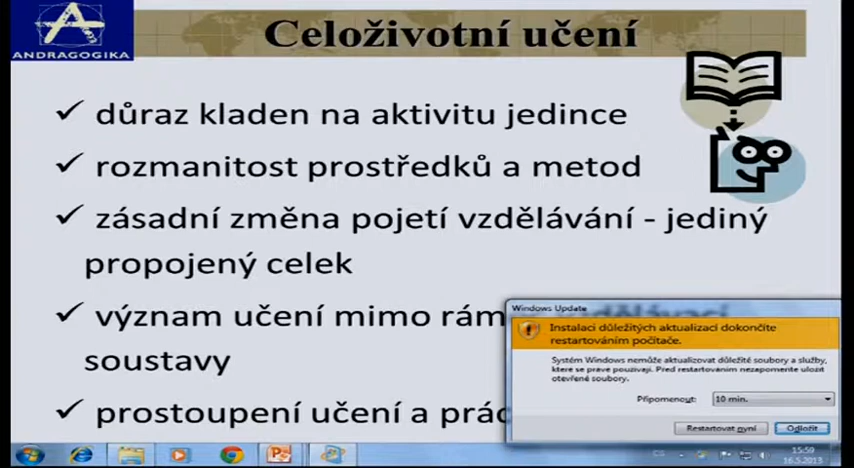 ANDRAGOGIKA
Celoživotní učení
důraz kladen na aktivitu jedince
rozmanitost prostředků a metod
zásadní změna pojetí vzdělávání - jediný
propojený celek
význam učení mimo
soustavy
prostoupení učení a
Windows Update
Instalaci důležitých aktualizací dokončíte
restartováním počítače.
Systém Windows nemůže aktualizovat důležité soubory a služby,
které se právě používají. Před restartováním nezapomeňte uložit
otevřené soubory.
Připomenout:
10 min.
Restartovat nyní
Odložit
CS
15:59
16.5.2013